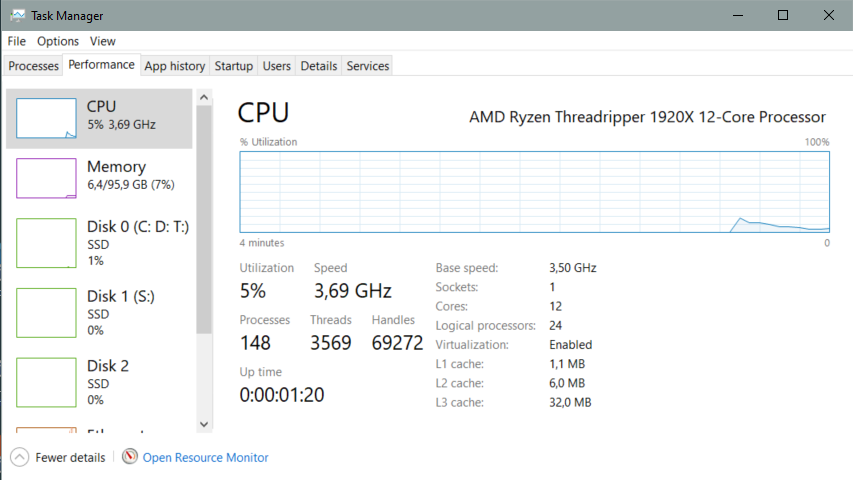 Task Manager
File Options View
Processes Performance App history Startup Users Details Services
CPU
5% 3,69 GHz
Memory
6,4/95,9 GB (7%)
Disk 0 (C: D: T:)
SSD
1%
Disk 1 (S:)
SSD
0%
Disk 2
SSD
0%
CPU AMD Ryzen Threadripper 1920X 12-Core Processor
% Utilization 100%
4 minutes 0
Utilization Speed
5% 3,69 GHz
Processes Threads Handles
148 3569 69272
Up time
0:00:01:20
Base speed: 3,50 GHz
Sockets: 1
Cores: 12
Logical processors: 24
Virtualization: Enabled
L1 cache: 1,1 MB
L2 cache: 6,0 MB
L3 cache: 32,0 MB
Fewer details Open Resource Monitor